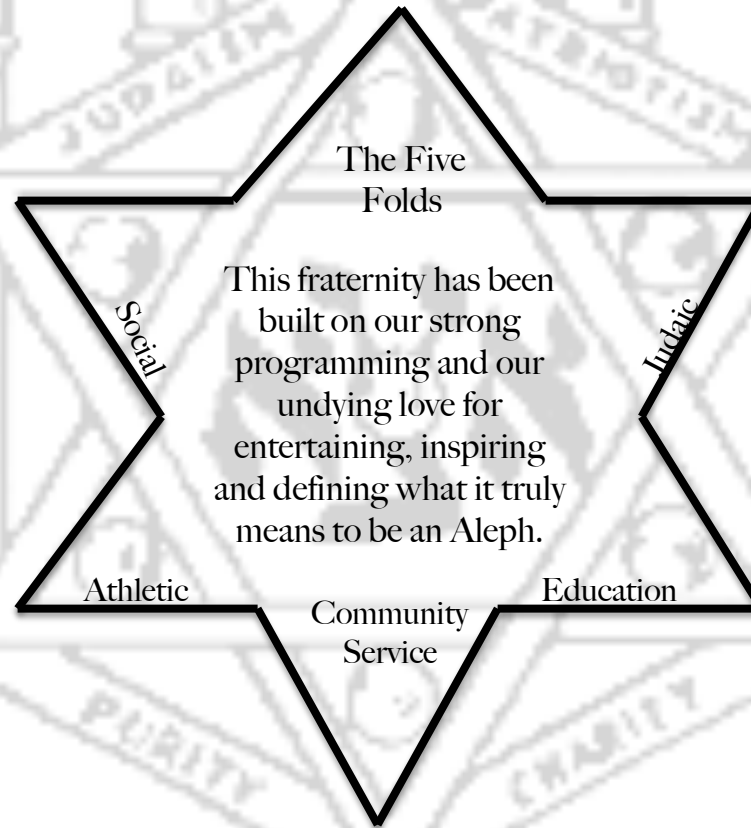 JUDAISM
PATRIOTISM
The Five
Folds
This fraternity has been
built on our strong
programming and our
undying love for
entertaining, inspiring
and defining what it truly
means to be an Aleph.
Social
Judaic
Athletic
Education
Community
Service
PURITY
CHARITY